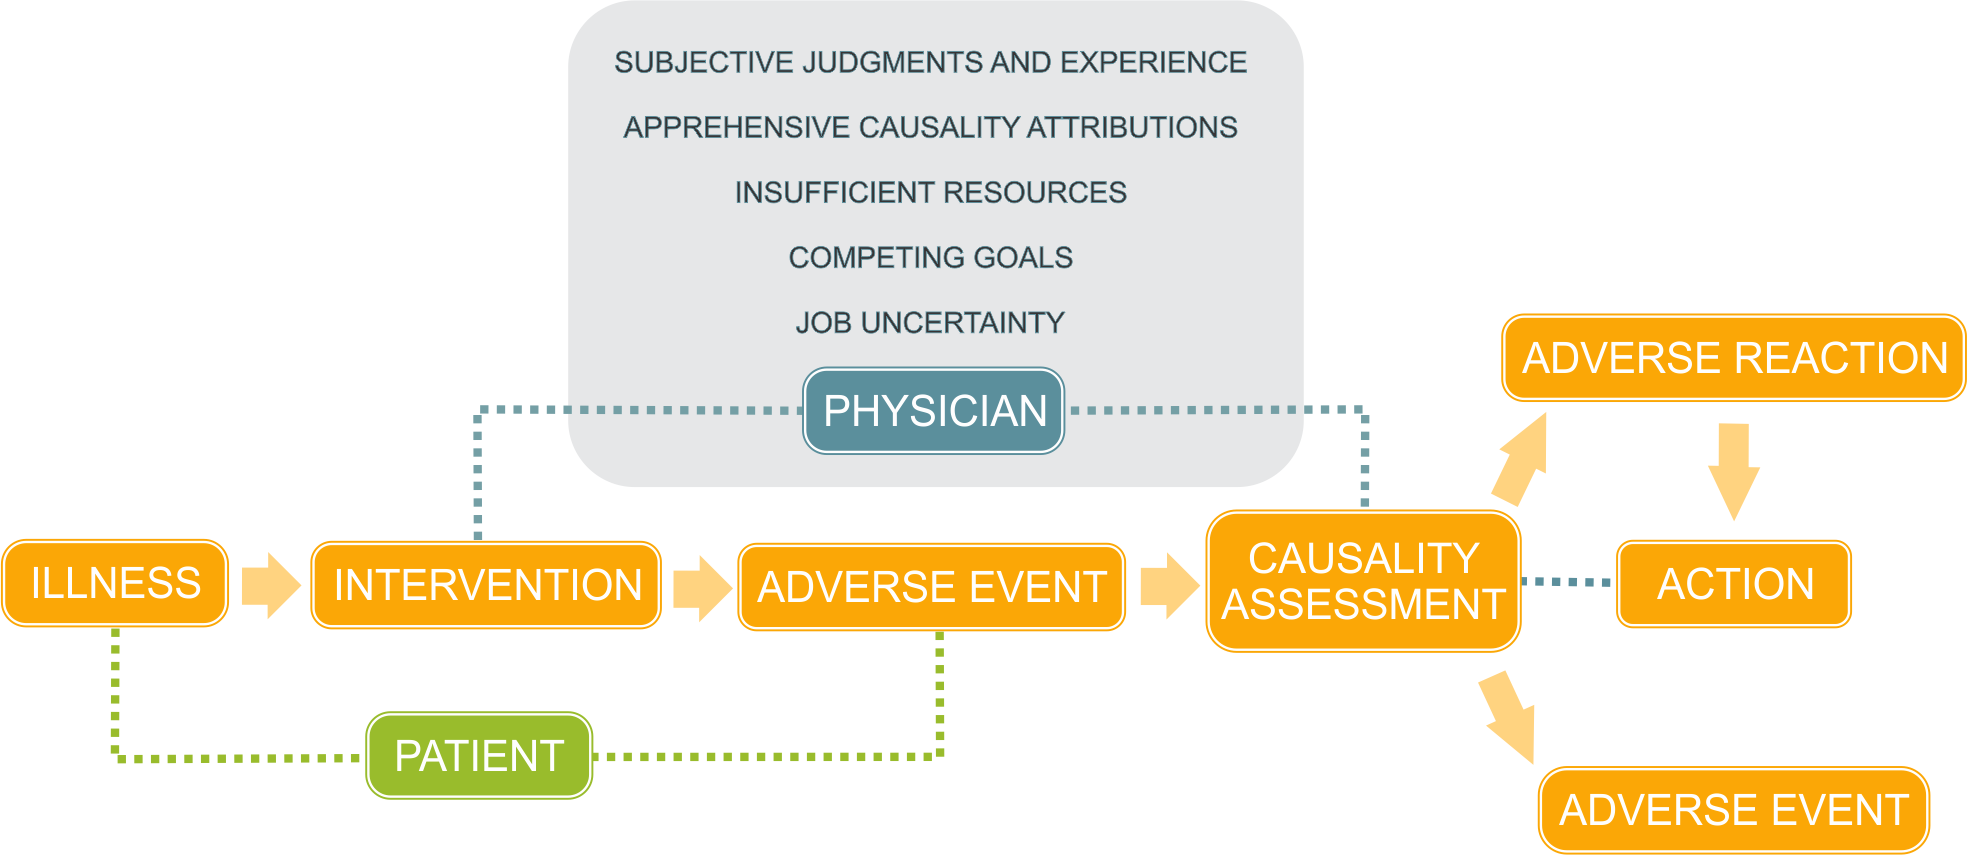 SUBJECTIVE JUDGMENTS AND EXPERIENCE
APPREHENSIVE CAUSALITY ATTRIBUTIONS
INSUFFICIENT RESOURCES
COMPETING GOALS
JOB UNCERTAINTY
PHYSICIAN
ADVERSE REACTION
ILLNESS
INTERVENTION
ADVERSE EVENT
CAUSALITY
ASSESSMENT
ACTION
PATIENT
ADVERSE EVENT